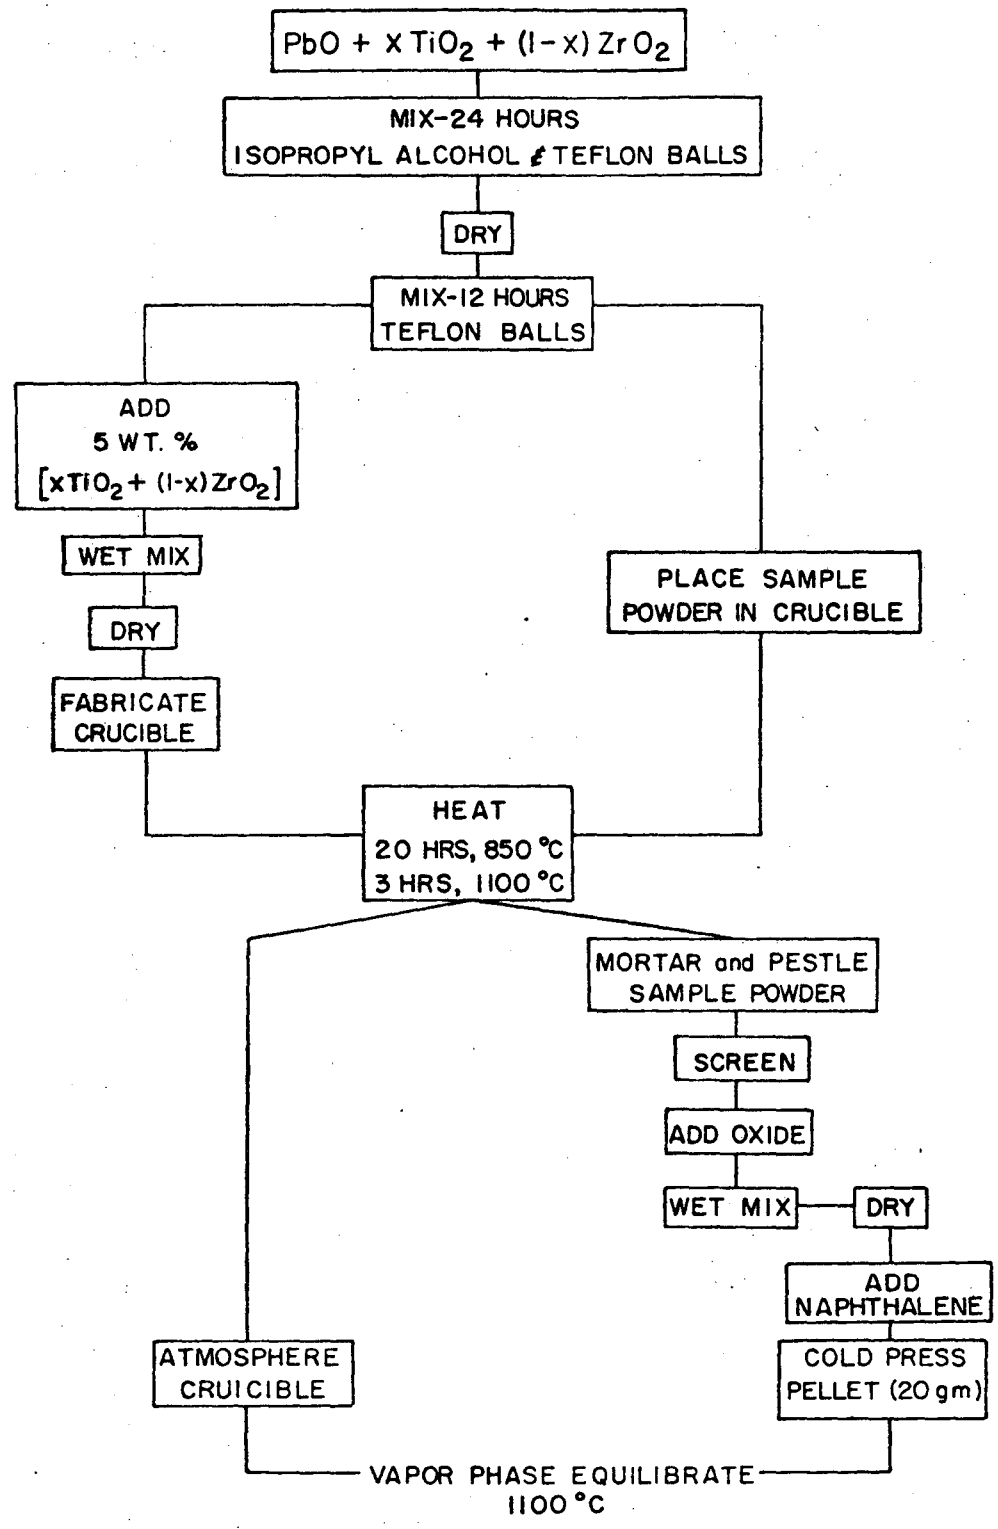 PbO + xTiO₂ + (1-x) ZrO₂
MIX-24 HOURS
ISOPROPYL ALCOHOL & TEFLON BALLS
DRY
MIX-12 HOURS
TEFLON BALLS
ADD
5 WT. %
[xTiO₂ + (1-x) ZrO₂]
WET MIX
DRY
FABRICATE
CRUCIBLE
PLACE SAMPLE
POWDER IN CRUCIBLE
HEAT
20 HRS, 850 °C
3 HRS, 1100 °C
MORTAR and PESTLE
SAMPLE POWDER
SCREEN
ADD OXIDE
WET MIX
DRY
ADD
NAPHTHALENE
COLD PRESS
PELLET (20 gm)
ATMOSPHERE
CRUICIBLE
VAPOR PHASE EQUILIBRATE
1100 °C